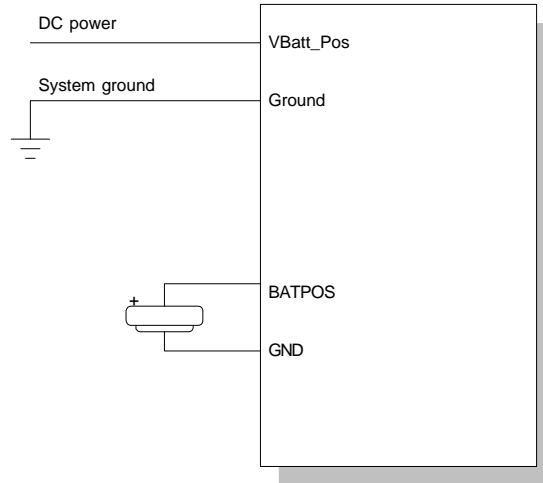 DC power
VBatt_Pos
System ground
Ground
+
BATPOS
GND